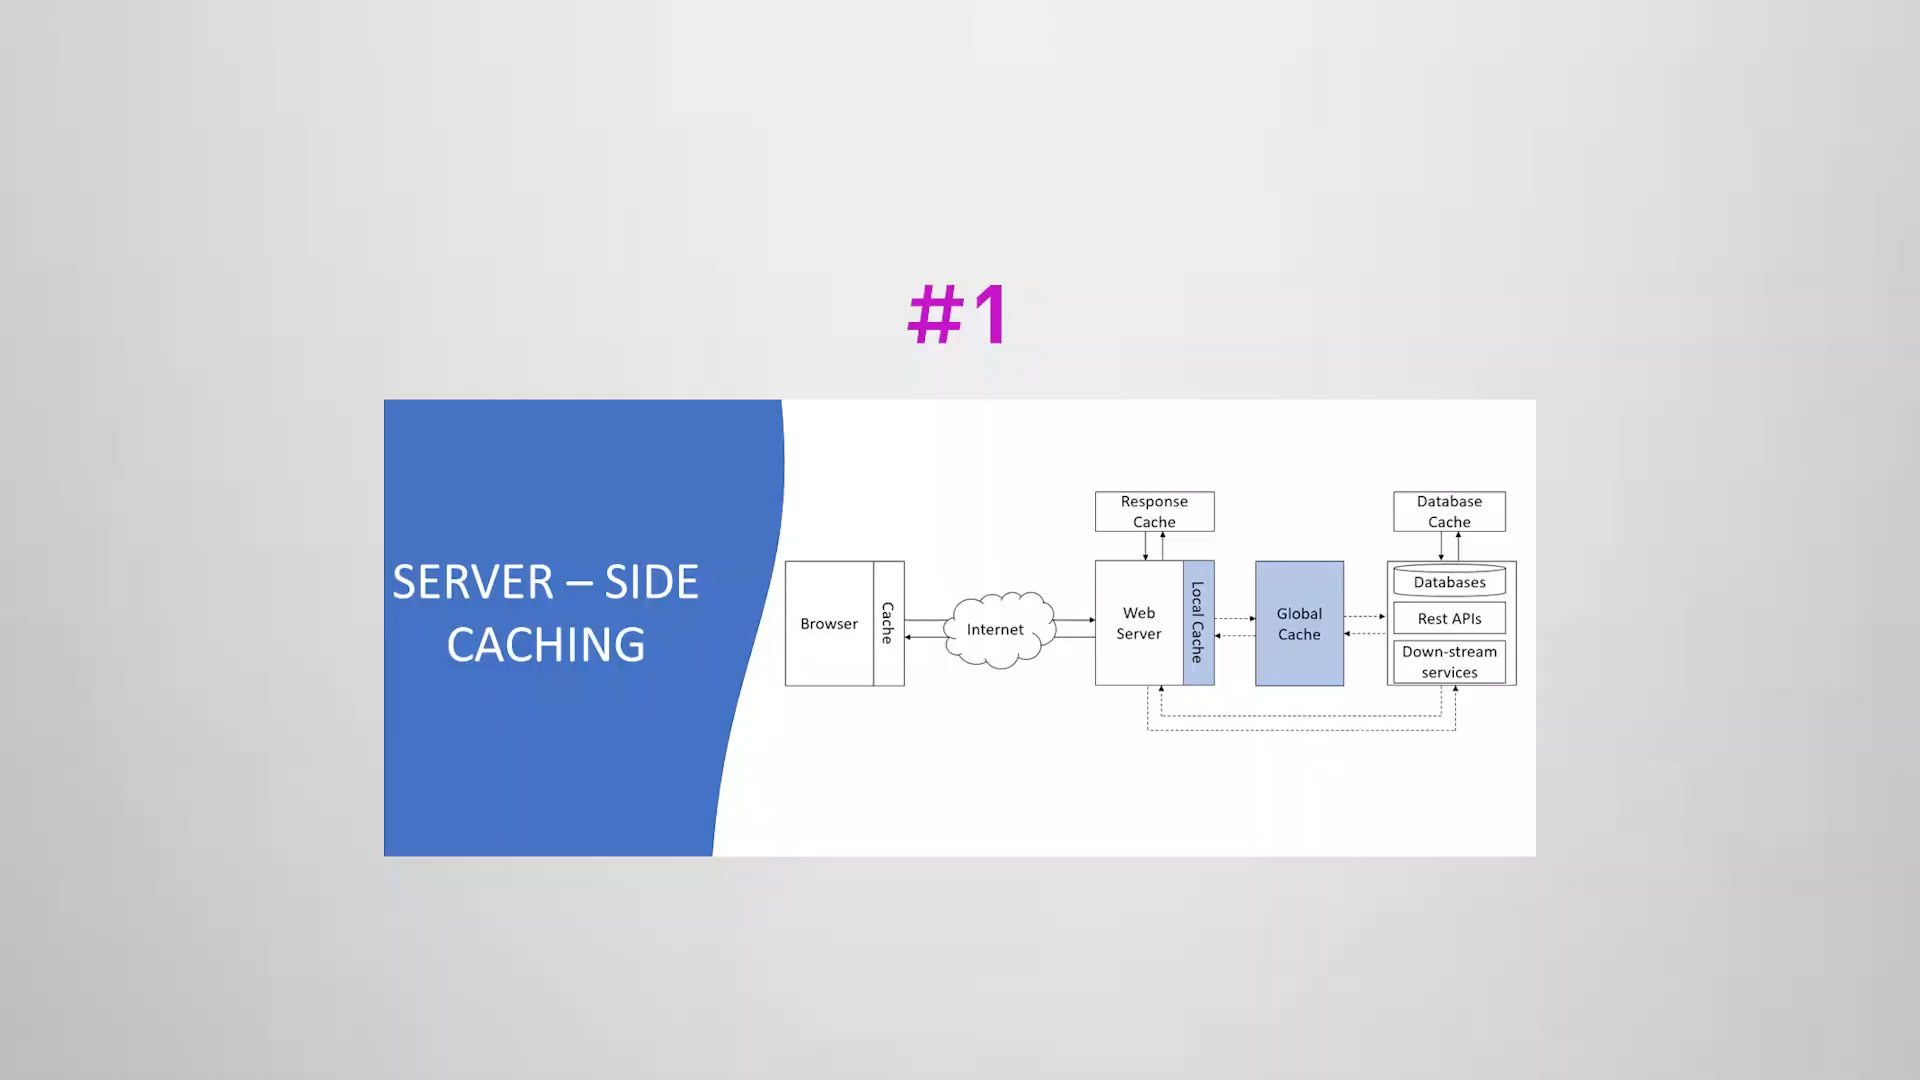 #1
SERVER – SIDE
CACHING
Response
Cache
Database
Cache
Browser
Cache
Internet
Web
Server
Local Cache
Global
Cache
Databases
Rest APIs
Down-stream
services